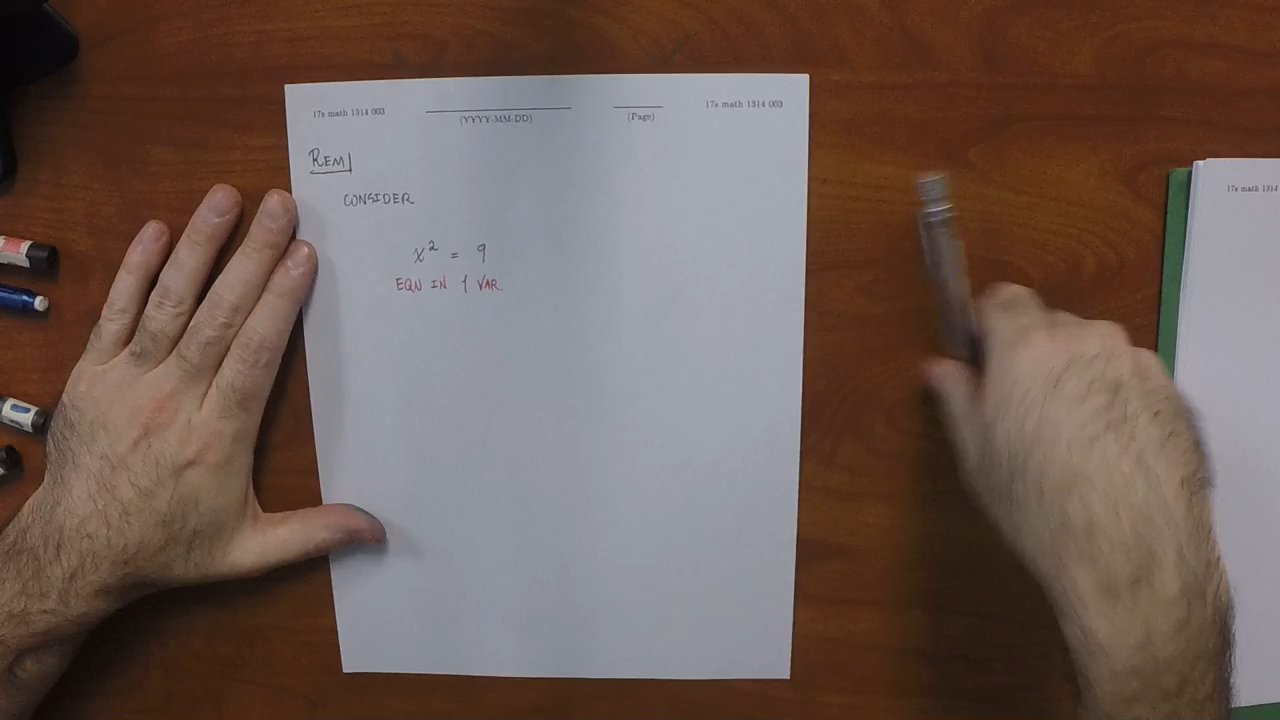 17s math 1314 003 (YYYY-MM-DD) (Page) 17s math 1314 003
REM
CONSIDER
x² = 9
EQN IN 1 VAR
17s math 1314